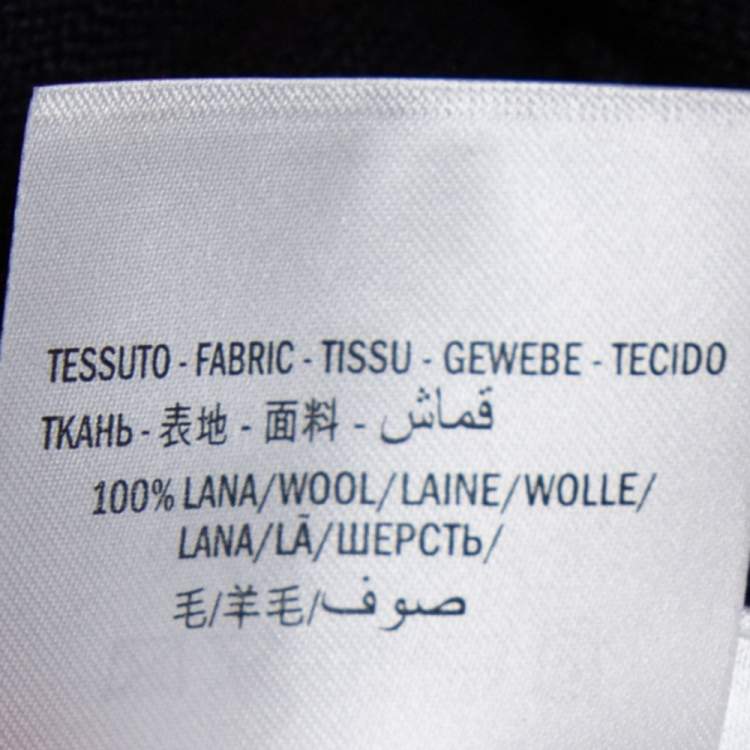 TESSUTO - FABRIC - TISSU - GEWEBE - TECIDO
ТКАНЬ - 表地 - 面料 - قماش
100% LANA/WOOL/LAINE/WOLLE/
LANA/LÃ/ШЕРСТЬ/
毛/羊毛/صوف